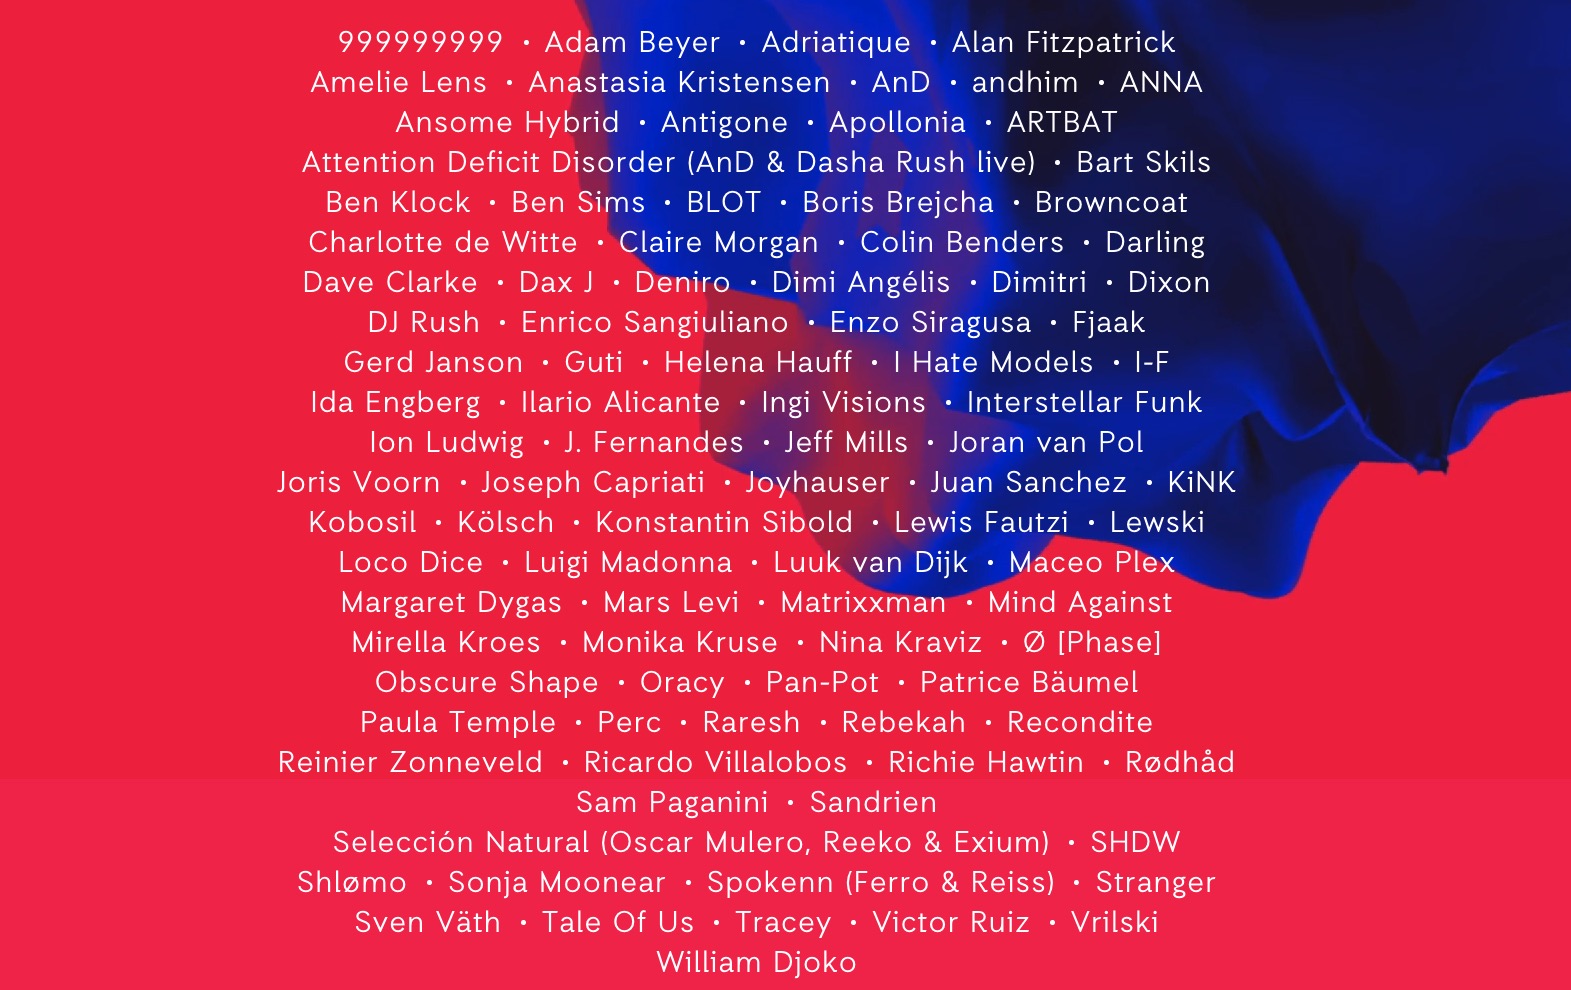 999999999 • Adam Beyer • Adriatique • Alan Fitzpatrick
Amelie Lens • Anastasia Kristensen • AnD • andhim • ANNA
Ansome Hybrid • Antigone • Apollonia • ARTBAT
Attention Deficit Disorder (AnD & Dasha Rush live) • Bart Skils
Ben Klock • Ben Sims • BLOT • Boris Brejcha • Browncoat
Charlotte de Witte • Claire Morgan • Colin Benders • Darling
Dave Clarke • Dax J • Deniro • Dimi Angélis • Dimitri • Dixon
DJ Rush • Enrico Sangiuliano • Enzo Siragusa • Fjaak
Gerd Janson • Guti • Helena Hauff • I Hate Models • I-F
Ida Engberg • Ilario Alicante • Ingi Visions • Interstellar Funk
Ion Ludwig • J. Fernandes • Jeff Mills • Joran van Pol
Joris Voorn • Joseph Capriati • Joyhauser • Juan Sanchez • KiNK
Kobosil • Kölsch • Konstantin Sibold • Lewis Fautzi • Lewski
Loco Dice • Luigi Madonna • Luuk van Dijk • Maceo Plex
Margaret Dygas • Mars Levi • Matrixxman • Mind Against
Mirella Kroes • Monika Kruse • Nina Kraviz • Ø [Phase]
Obscure Shape • Oracy • Pan-Pot • Patrice Bäumel
Paula Temple • Perc • Raresh • Rebekah • Recondite
Reinier Zonneveld • Ricardo Villalobos • Richie Hawtin • Rødhåd
Sam Paganini • Sandrien
Selección Natural (Oscar Mulero, Reeko & Exium) • SHDW
Shlømo • Sonja Moonear • Spokenn (Ferro & Reiss) • Stranger
Sven Väth • Tale Of Us • Tracey • Victor Ruiz • Vrilski
William Djoko